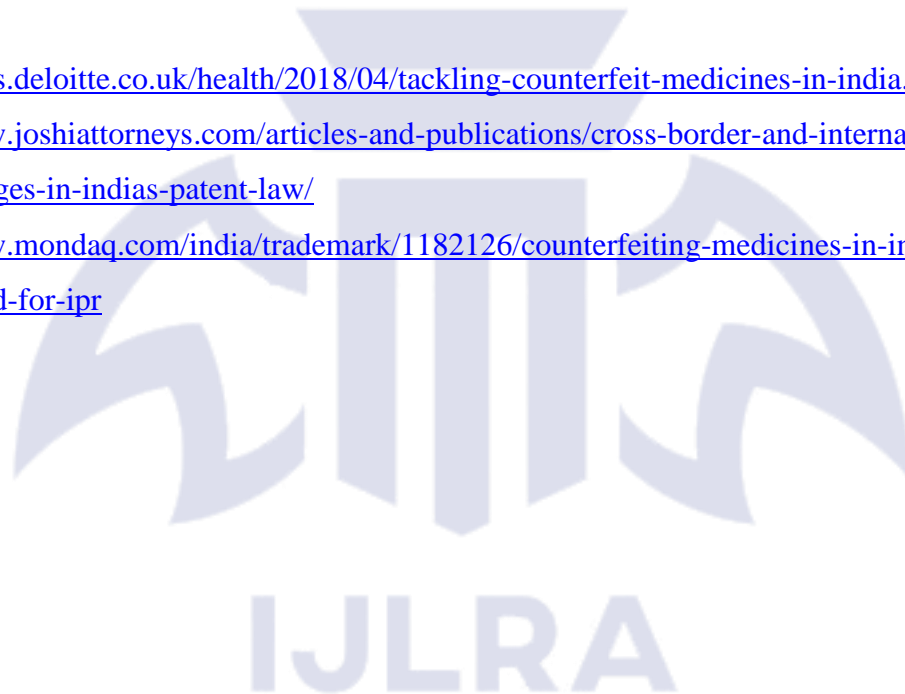 s.deloitte.co.uk/health/2018/04/tackling-counterfeit-medicines-in-india.
.joshiattorneys.com/articles-and-publications/cross-border-and-interna
ges-in-indias-patent-law/
.mondaq.com/india/trademark/1182126/counterfeiting-medicines-in-in
d-for-ipr
IJLRA